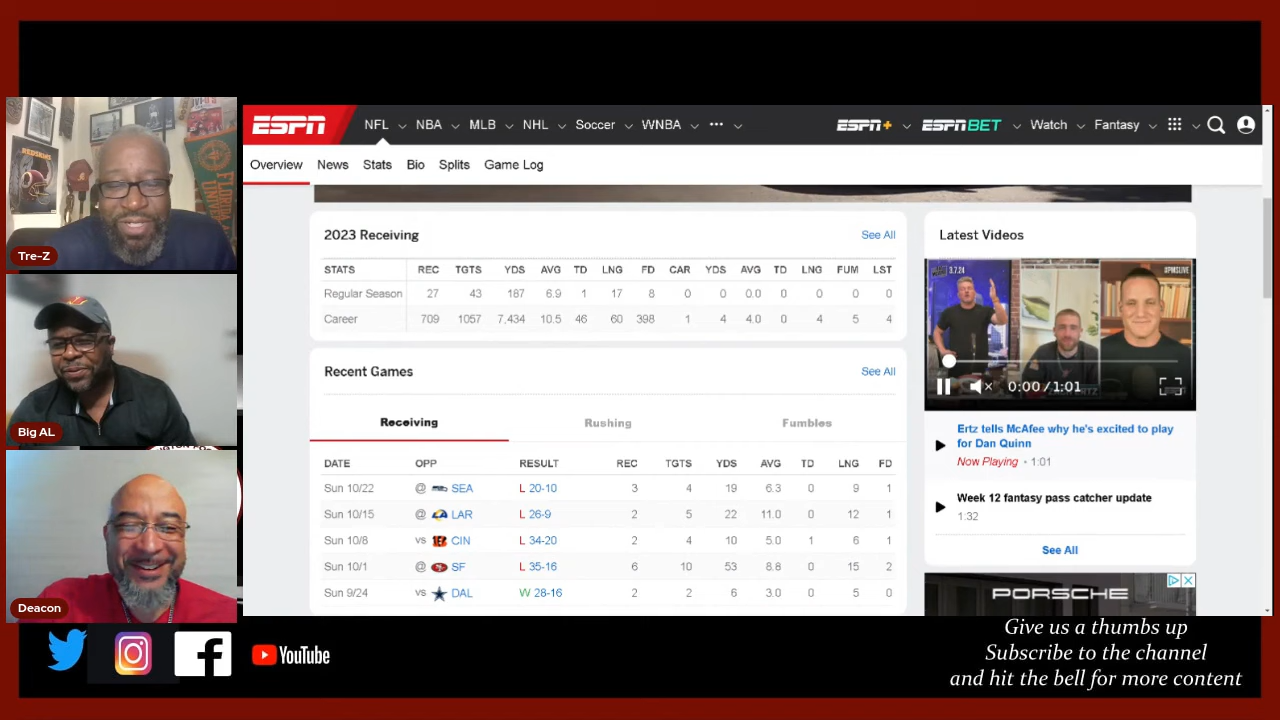 ESPN NFL NBA MLB NHL Soccer WNBA ESPN+ ESPN BET Watch Fantasy
Overview News Stats Bio Splits Game Log
REDSKINS
Tre-Z
Big AL
Deacon
2023 Receiving See All
STATS REC TGTS YDS AVG TD LNG FD CAR YDS AVG TD LNG FUM LST
Regular Season 27 43 187 6.9 1 17 8 0 0 0.0 0 0 0 0
Career 709 1057 7,434 10.5 46 60 398 1 4 4.0 0 4 5 4
Recent Games See All
Receiving Rushing Fumbles
DATE OPP RESULT REC TGTS YDS AVG TD LNG FD
Sun 10/22 @ SEA L 20-10 3 4 19 6.3 0 9 1
Sun 10/15 @ LAR L 26-9 2 5 22 11.0 0 12 1
Sun 10/8 vs CIN L 34-20 2 4 10 5.0 1 6 1
Sun 10/1 @ SF L 35-16 6 10 53 8.8 0 15 2
Sun 9/24 vs DAL W 28-16 2 2 6 3.0 0 5 0
Latest Videos
3.7.24 #PMSLIVE
0:00 / 1:01
Ertz tells McAfee why he's excited to play
for Dan Quinn
Now Playing • 1:01
Week 12 fantasy pass catcher update
1:32
See All
PORSCHE
YouTube
Give us a thumbs up
Subscribe to the channel
and hit the bell for more content